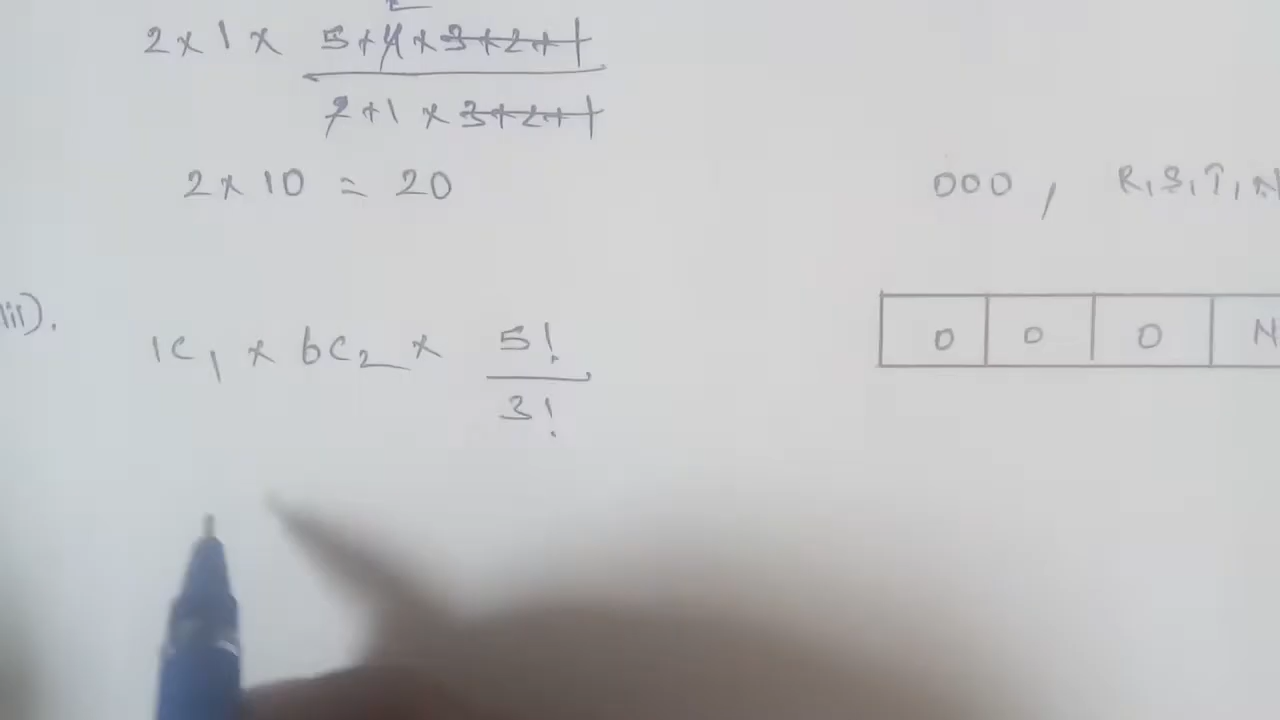 2 × 1 × 5×4×3×2×1
2×1 × 3×2×1
2 × 10 = 20
000 , R, S, T, N
iii).
1C1 × 6C2 × 5!
3!
0 0 0 N